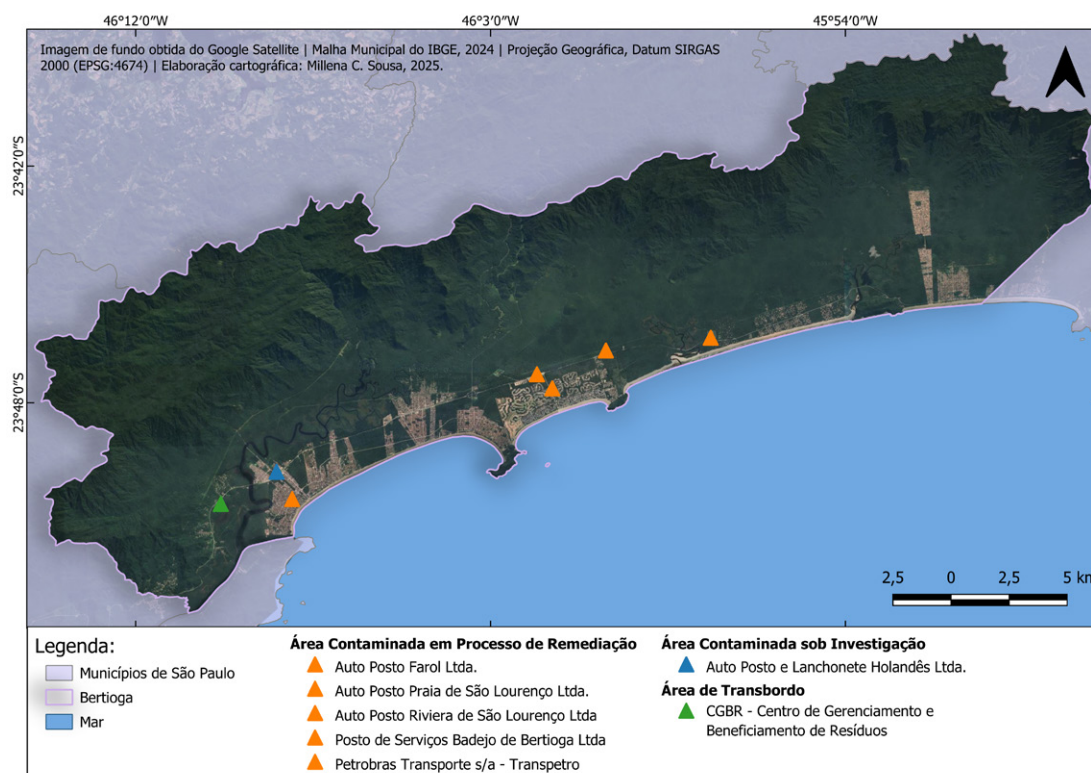 46°12′0″W 46°3′0″W 45°54′0″W
Imagem de fundo obtida do Google Satellite | Malha Municipal do IBGE, 2024 | Projeção Geográfica, Datum SIRGAS
2000 (EPSG:4674) | Elaboração cartográfica: Millena C. Sousa, 2025.
23°42′0″S
23°48′0″S
2,5 0 2,5 5 km
Legenda:
Municípios de São Paulo
Bertioga
Mar
Área Contaminada em Processo de Remediação
Auto Posto Farol Ltda.
Auto Posto Praia de São Lourenço Ltda.
Auto Posto Riviera de São Lourenço Ltda
Posto de Serviços Badejo de Bertioga Ltda
Petrobras Transporte s/a - Transpetro
Área Contaminada sob Investigação
Auto Posto e Lanchonete Holandês Ltda.
Área de Transbordo
CGBR - Centro de Gerenciamento e
Beneficiamento de Resíduos